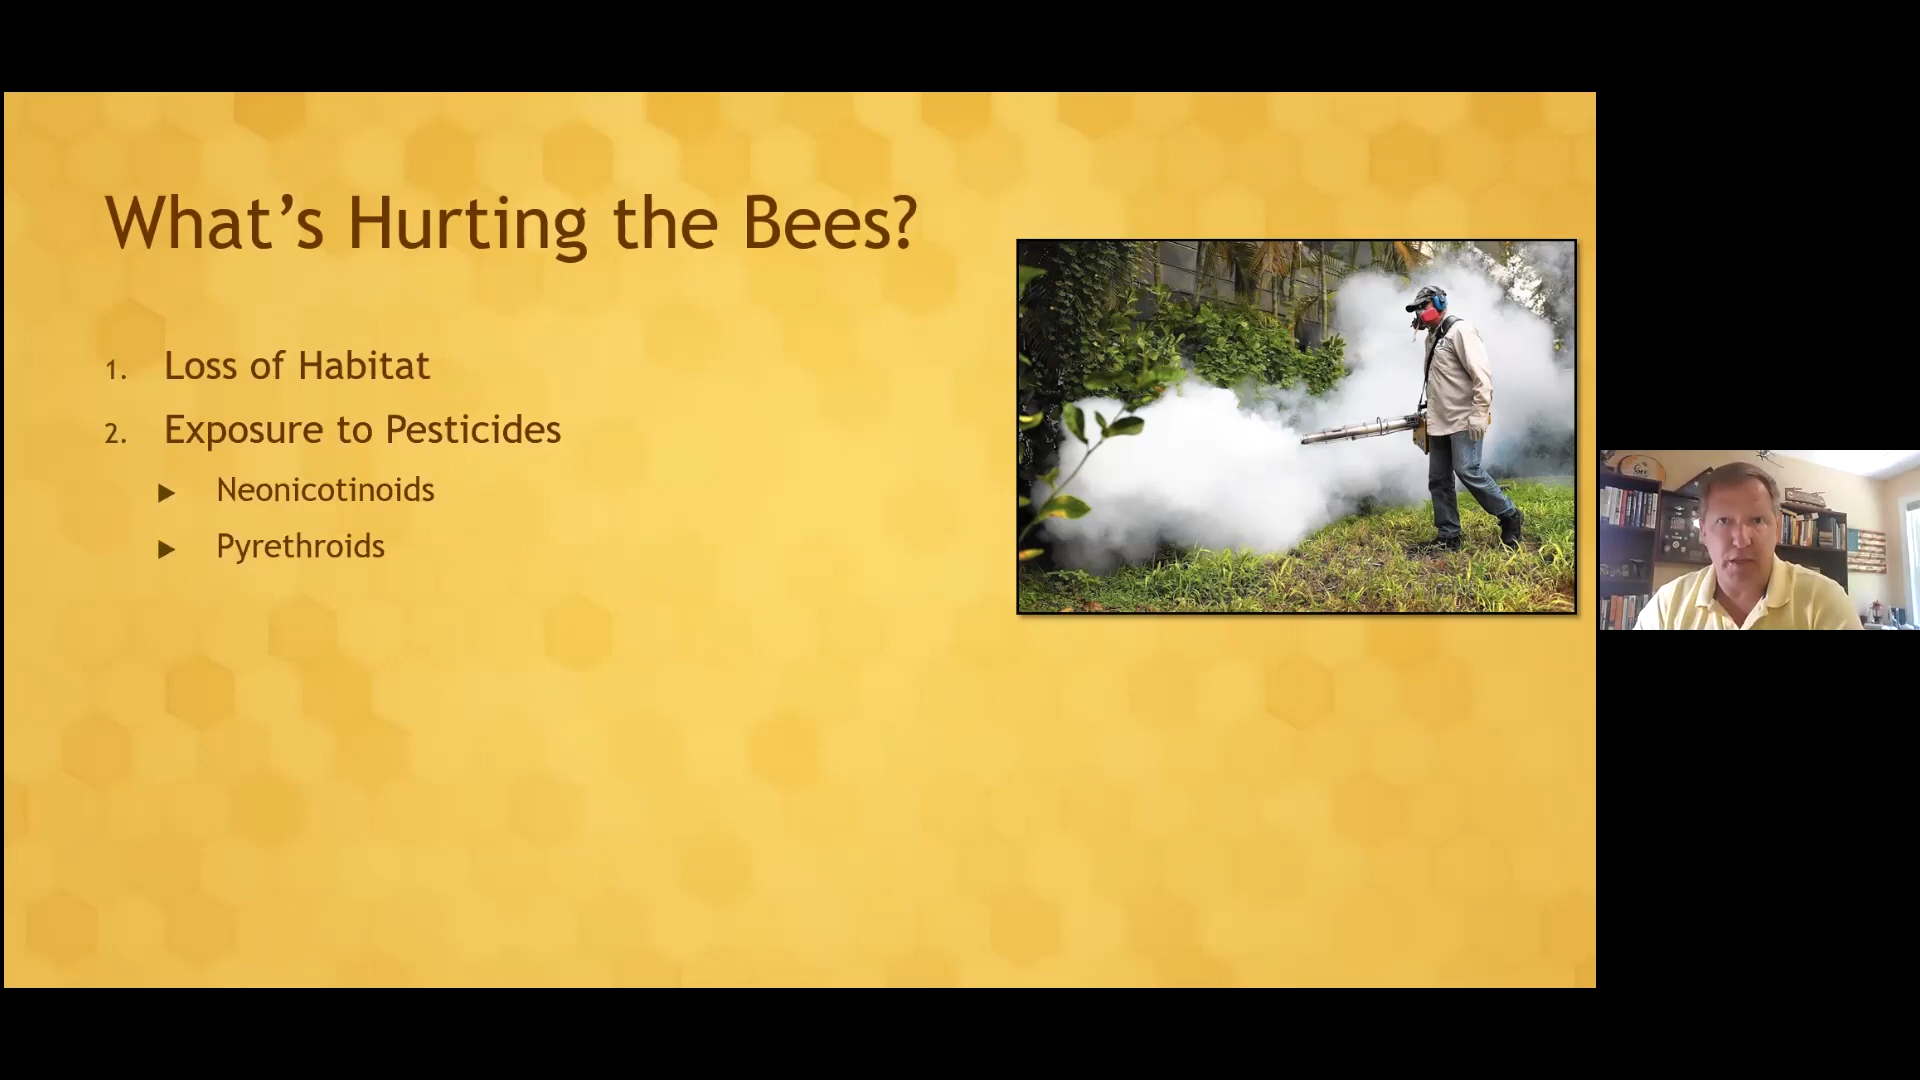 What’s Hurting the Bees?
1. Loss of Habitat
2. Exposure to Pesticides
▶ Neonicotinoids
▶ Pyrethroids